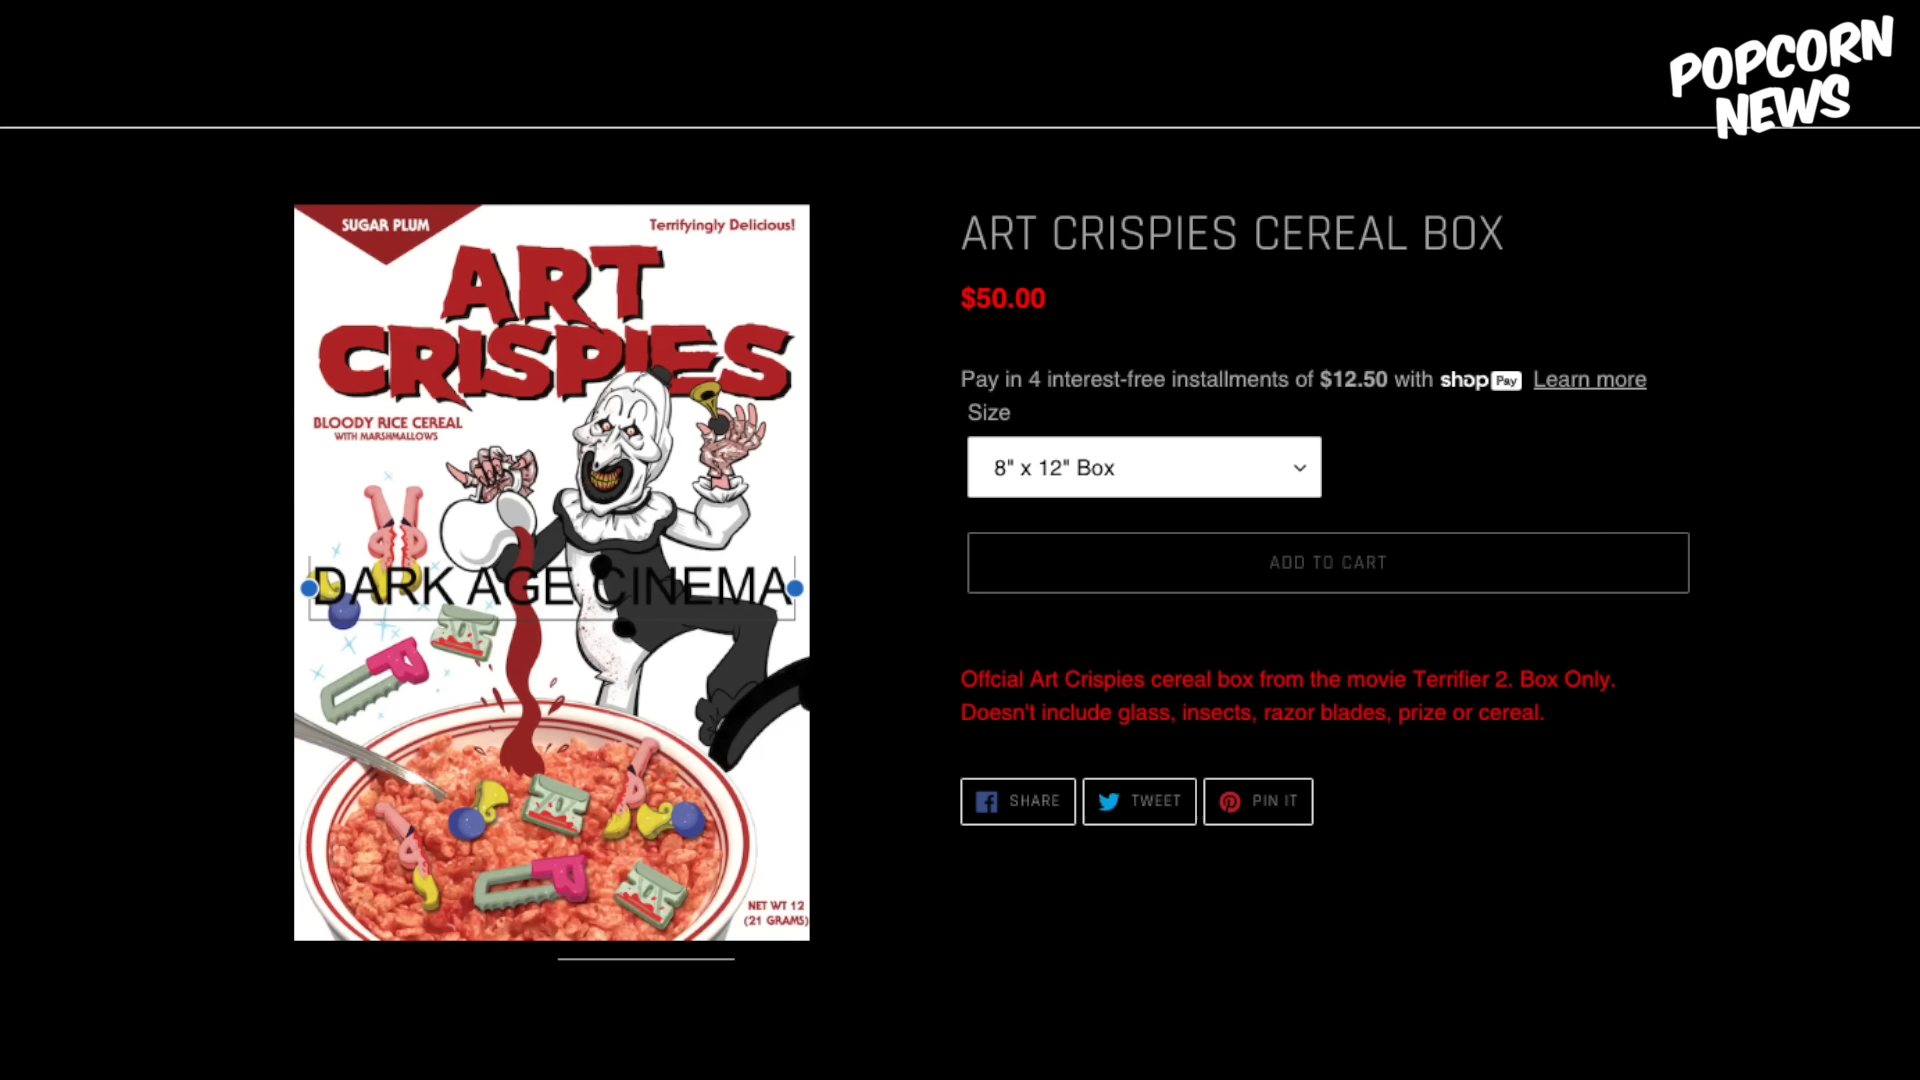 POPCORN
NEWS
SUGAR PLUM
Terrifyingly Delicious!
ART
CRISPIES
BLOODY RICE CEREAL
WITH MARSHMALLOWS
DARK AGE CINEMA
NET WT 12
(21 GRAMS)
ART CRISPIES CEREAL BOX
$50.00
Pay in 4 interest-free installments of $12.50 with shop Pay Learn more
Size
8" x 12" Box
ADD TO CART
Offcial Art Crispies cereal box from the movie Terrifier 2. Box Only.
Doesn't include glass, insects, razor blades, prize or cereal.
SHARE
TWEET
PIN IT